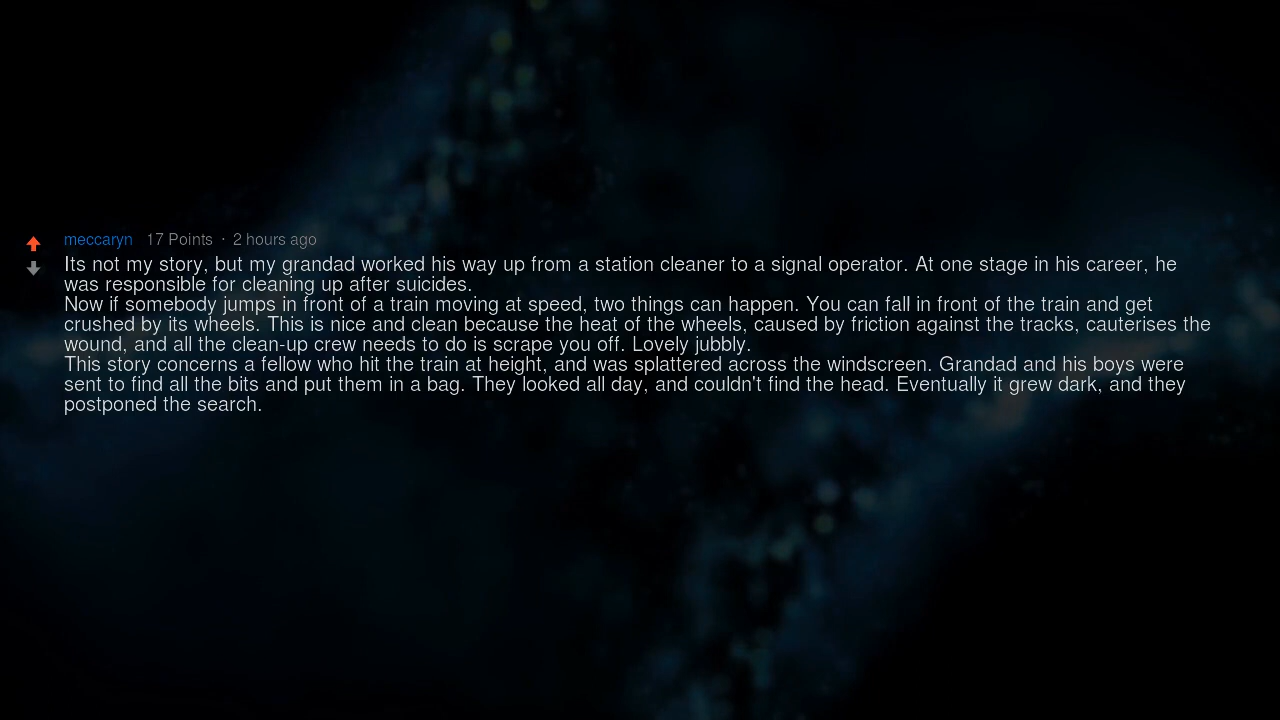 meccaryn 17 Points · 2 hours ago
Its not my story, but my grandad worked his way up from a station cleaner to a signal operator. At one stage in his career, he
was responsible for cleaning up after suicides.
Now if somebody jumps in front of a train moving at speed, two things can happen. You can fall in front of the train and get
crushed by its wheels. This is nice and clean because the heat of the wheels, caused by friction against the tracks, cauterises the
wound, and all the clean-up crew needs to do is scrape you off. Lovely jubbly.
This story concerns a fellow who hit the train at height, and was splattered across the windscreen. Grandad and his boys were
sent to find all the bits and put them in a bag. They looked all day, and couldn't find the head. Eventually it grew dark, and they
postponed the search.